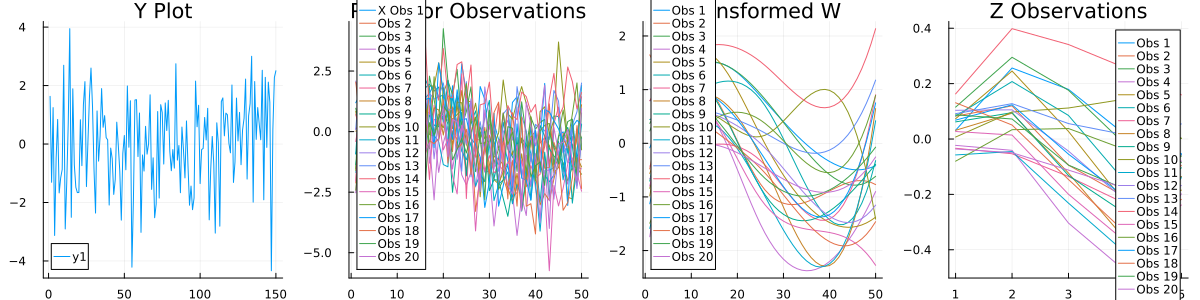 Y Plot
4
2
0
−2
−4
y1
0
50
100
150
or Observations
2.5
0.0
−2.5
−5.0
X Obs 1
Obs 2
Obs 3
Obs 4
Obs 5
Obs 6
Obs 7
Obs 8
Obs 9
Obs 10
Obs 11
Obs 12
Obs 13
Obs 14
Obs 15
Obs 16
Obs 17
Obs 18
Obs 19
Obs 20
0
10
20
30
40
50
nsformed W
2
1
0
−1
−2
Obs 1
Obs 2
Obs 3
Obs 4
Obs 5
Obs 6
Obs 7
Obs 8
Obs 9
Obs 10
Obs 11
Obs 12
Obs 13
Obs 14
Obs 15
Obs 16
Obs 17
Obs 18
Obs 19
Obs 20
0
10
20
30
40
50
Z Observations
0.4
0.2
0.0
−0.2
−0.4
Obs 1
Obs 2
Obs 3
Obs 4
Obs 5
Obs 6
Obs 7
Obs 8
Obs 9
Obs 10
Obs 11
Obs 12
Obs 13
Obs 14
Obs 15
Obs 16
Obs 17
Obs 18
Obs 19
Obs 20
1
2
3